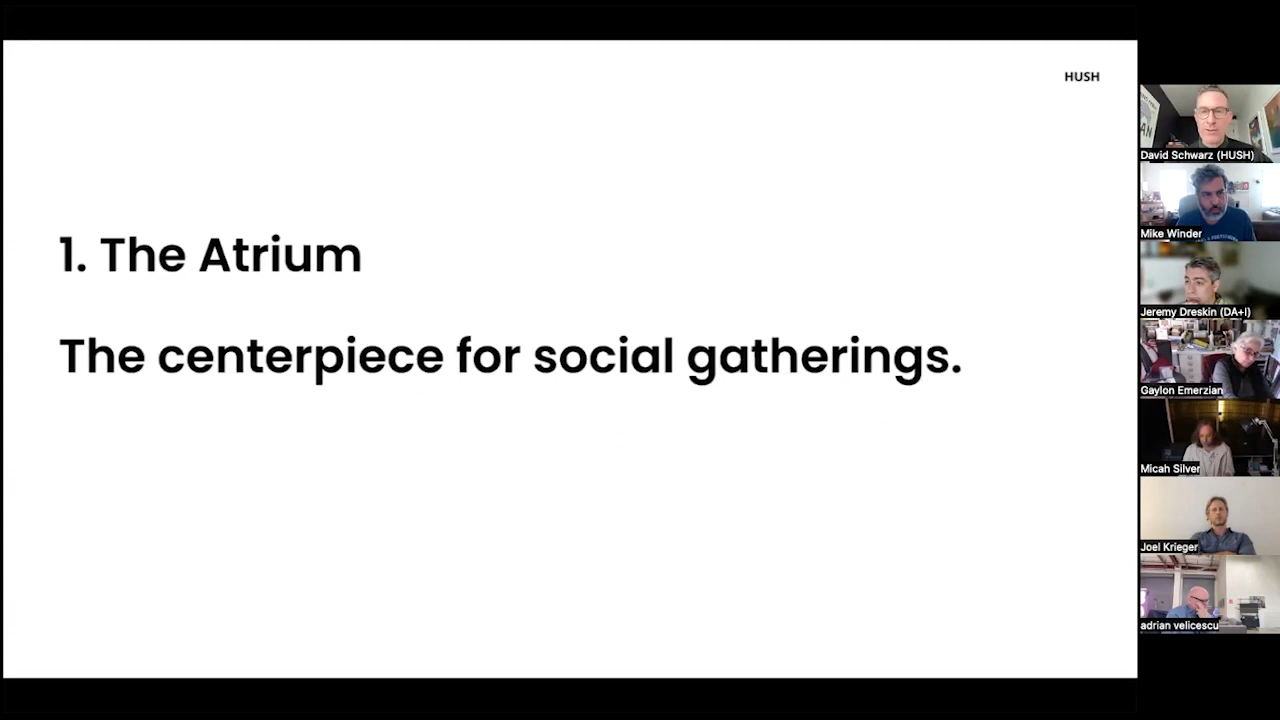 HUSH
1. The Atrium
The centerpiece for social gatherings.
AN
David Schwarz (HUSH)
Mike Winder
Jeremy Dreskin (DA+I)
Gaylon Emerzian
Micah Silver
Joel Krieger
adrian velicescu